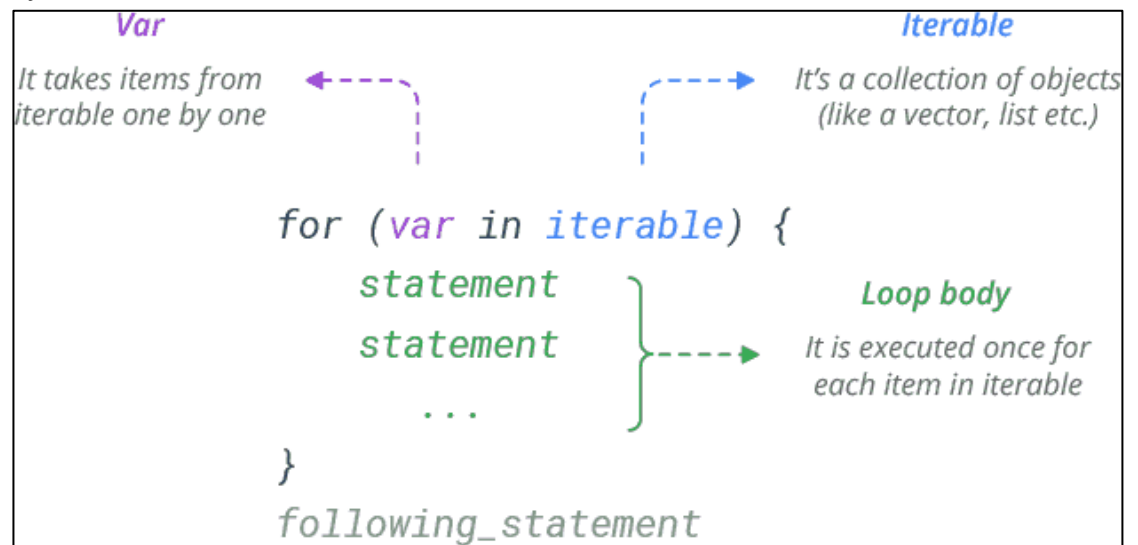 Var
It takes items from
iterable one by one
Iterable
It's a collection of objects
(like a vector, list etc.)
for (var in iterable) {
statement
statement
...
}
following_statement
Loop body
It is executed once for
each item in iterable